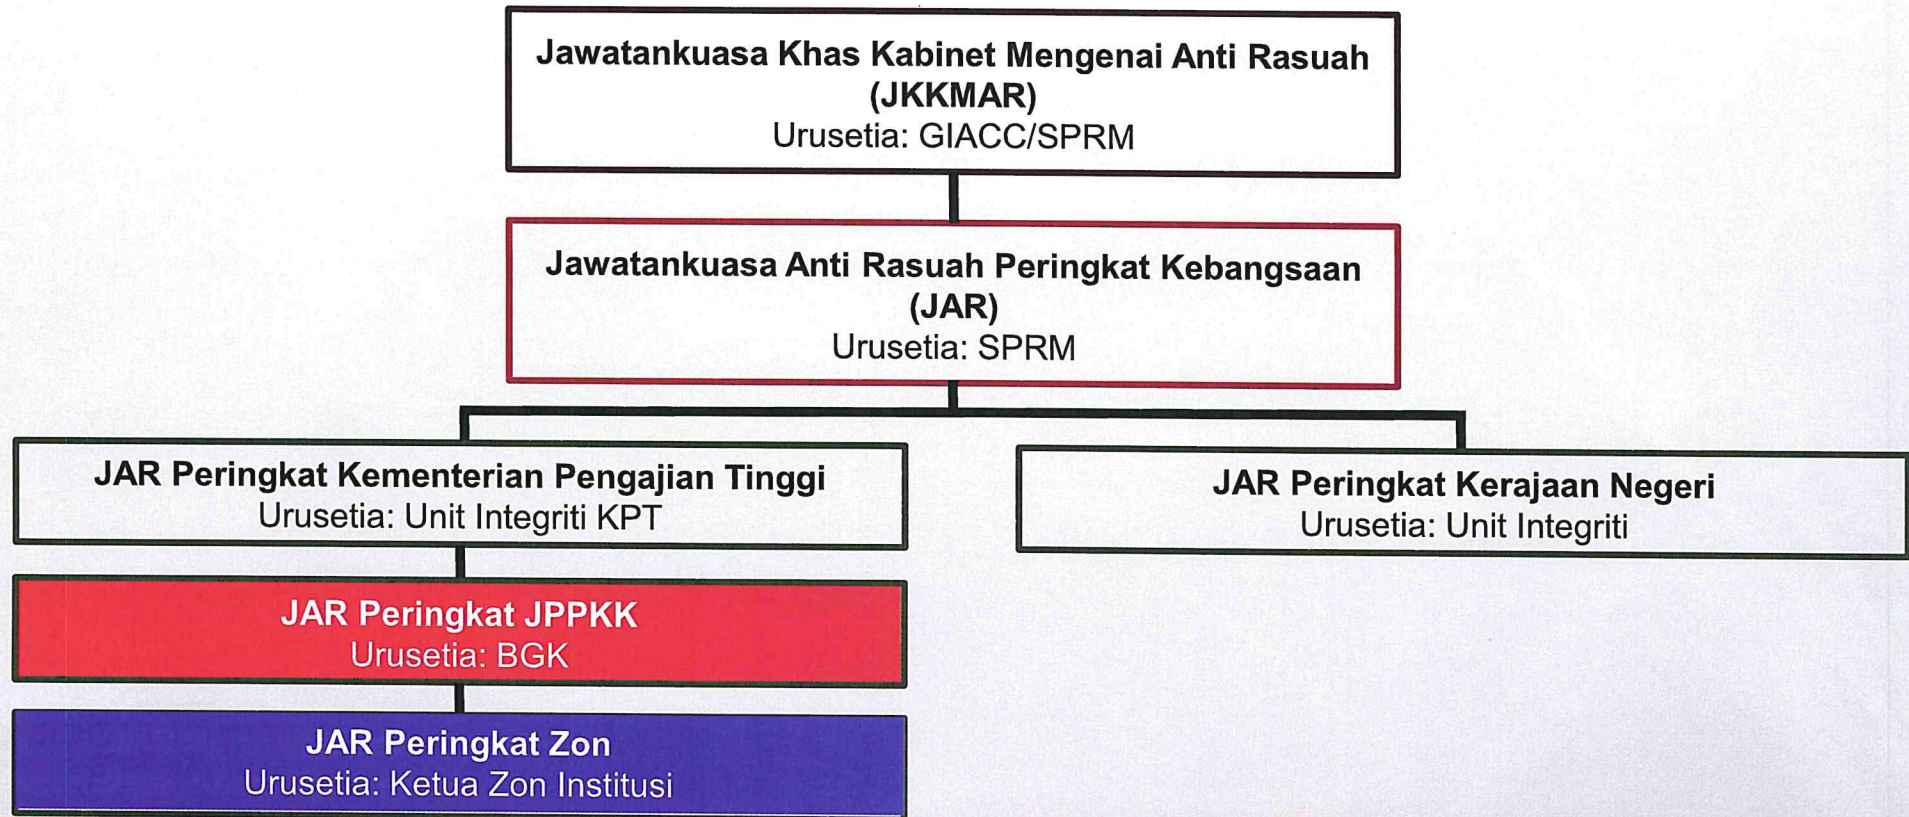 Jawatankuasa Khas Kabinet Mengenai Anti Rasuah
(JKKMAR)
Urusetia: GIACC/SPRM
Jawatankuasa Anti Rasuah Peringkat Kebangsaan
(JAR)
Urusetia: SPRM
JAR Peringkat Kementerian Pengajian Tinggi
Urusetia: Unit Integriti KPT
JAR Peringkat Kerajaan Negeri
Urusetia: Unit Integriti
JAR Peringkat JPPKK
Urusetia: BGK
JAR Peringkat Zon
Urusetia: Ketua Zon Institusi